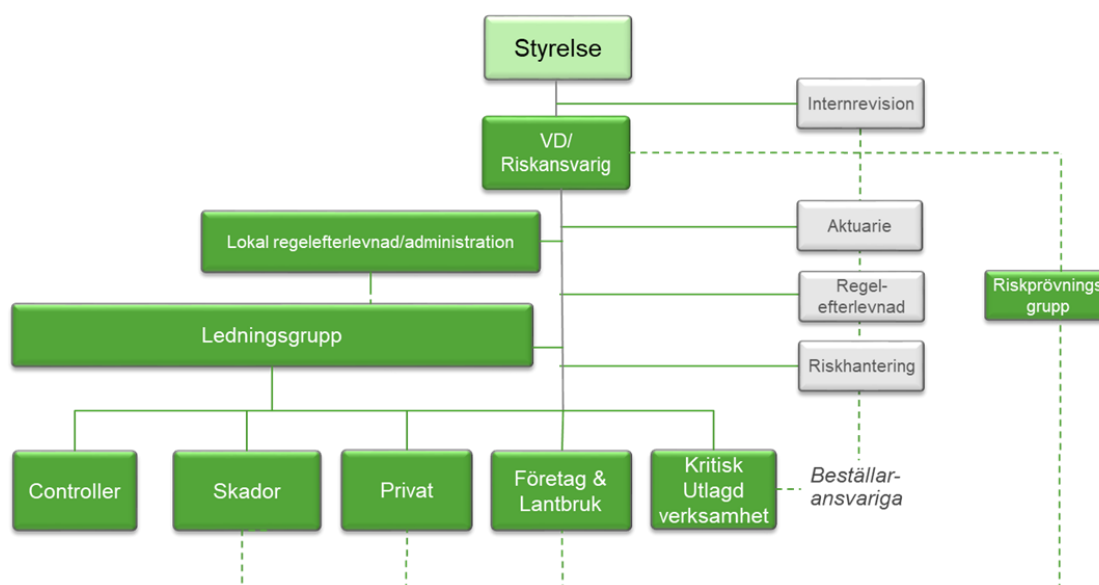 Styrelse
Internrevision
VD/
Riskansvarig
Aktuarie
Lokal regelefterlevnad/administration
Regel-
efterlevnad
Riskprövnings
grupp
Ledningsgrupp
Riskhantering
Controller
Skador
Privat
Företag &
Lantbruk
Kritisk
Utlagd
verksamhet
Beställar-
ansvariga